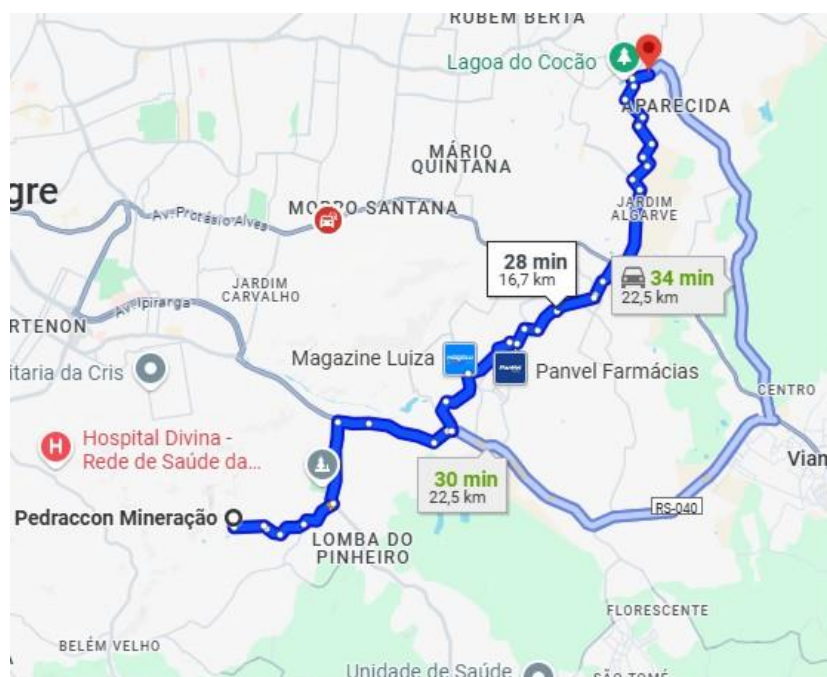 RUBEM BERTA
Lagoa do Cocão
APARECIDA
MÁRIO
QUINTANA
gre
MORRO SANTANA
Av. Protásio Alves
JARDIM
ALGARVE
28 min
16,7 km
34 min
22,5 km
JARDIM
CARVALHO
Av. Ipiranga
RTENON
Magazine Luiza
Panvel Farmácias
itaria da Cris
CENTRO
Hospital Divina -
Rede de Saúde da...
Viam
30 min
22,5 km
Pedraccon Mineração
RS-040
LOMBA DO
PINHEIRO
FLORESCENTE
BELÉM VELHO
Unidade de Saúde
SÃO TOMÉ